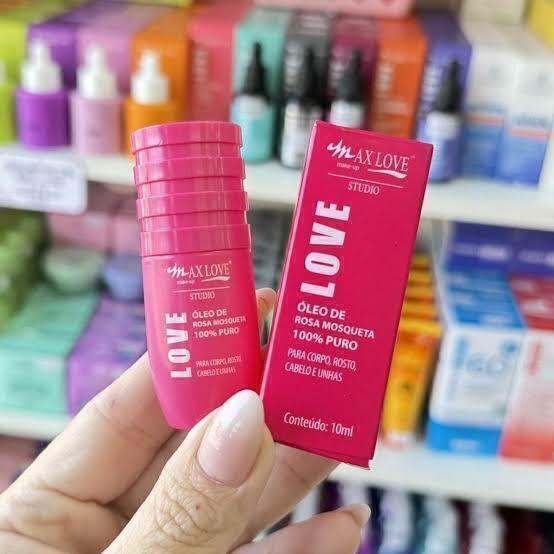 MAX LOVE
make-up
STUDIO
LOVE
ÓLEO DE
ROSA MOSQUETA
100% PURO
PARA CORPO, ROSTO,
CABELO E UNHAS
MAX LOVE
make-up
STUDIO
LOVE
ÓLEO DE
ROSA MOSQUETA
100% PURO
PARA CORPO, ROSTO,
CABELO E UNHAS
Conteúdo: 10ml